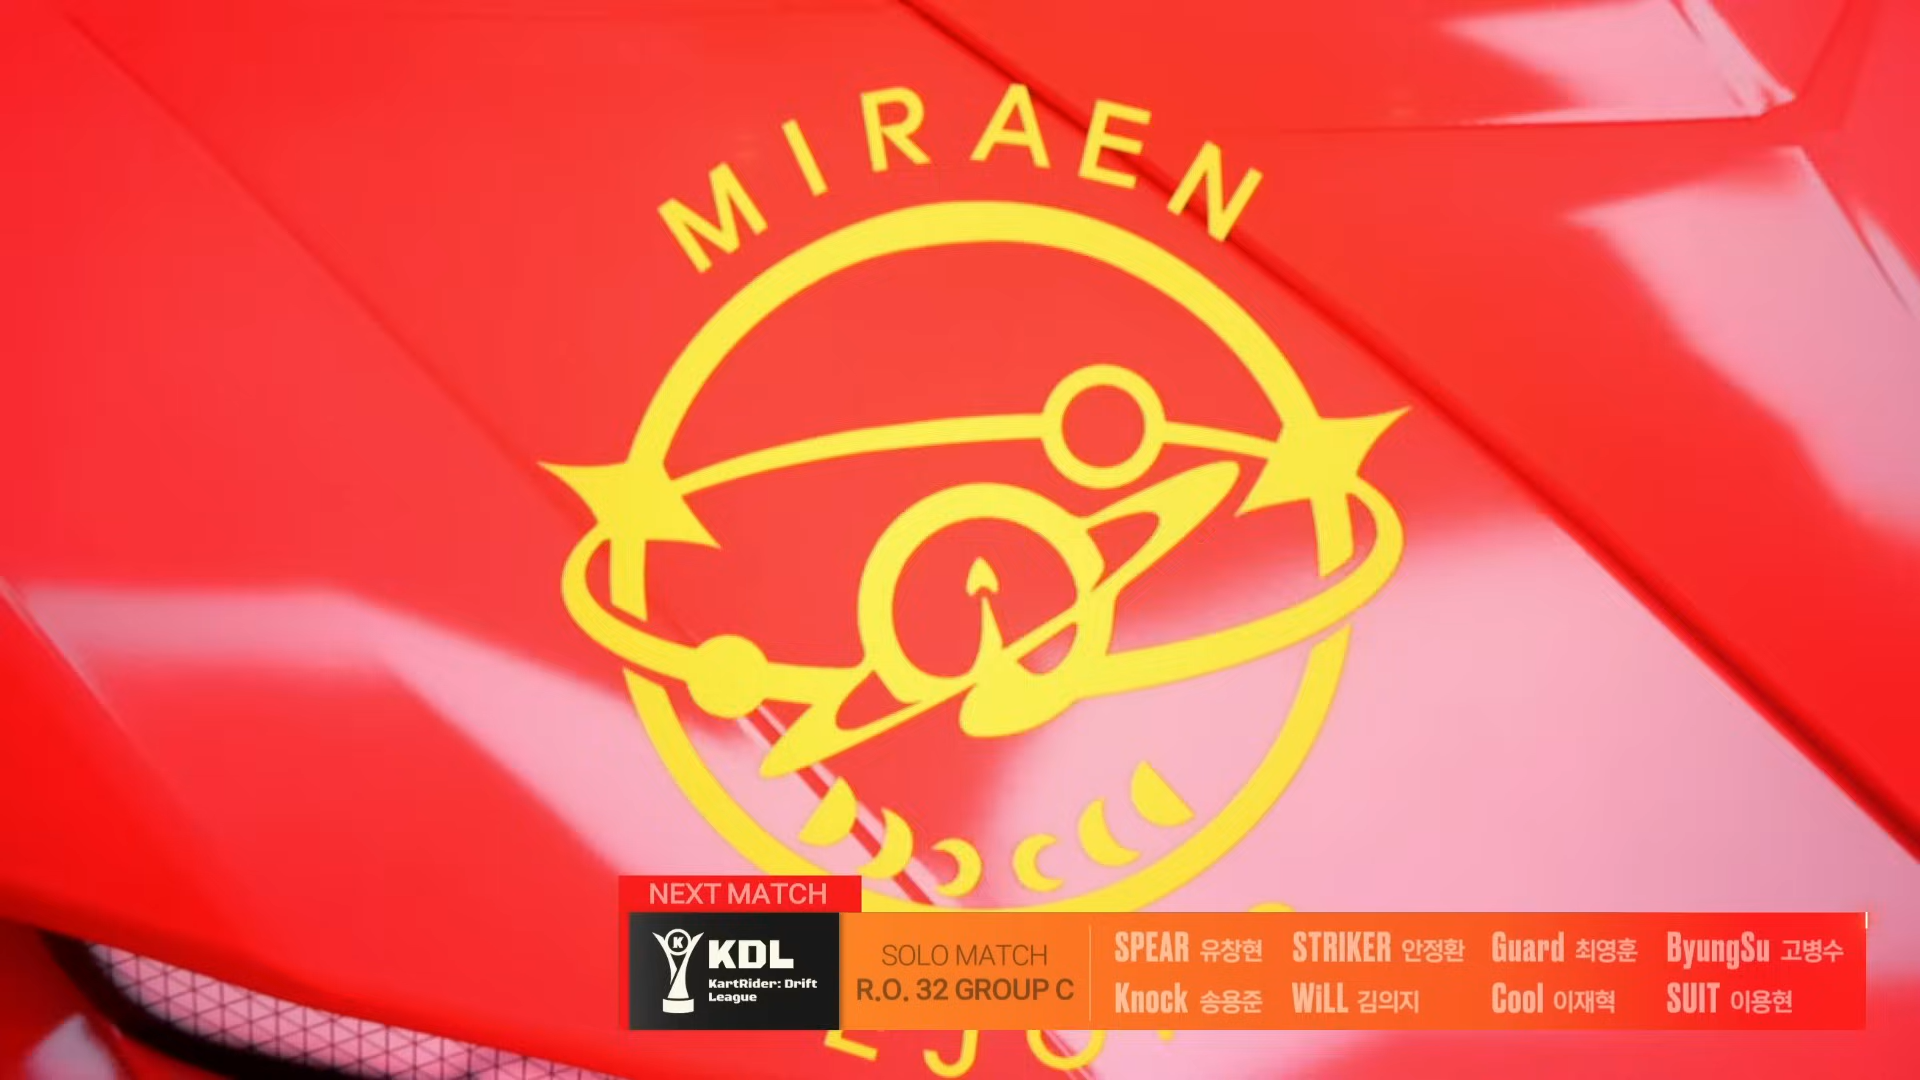 MIRAEN
NEXT MATCH
K
KDL
KartRider: Drift
League
SOLO MATCH
R.O. 32 GROUP C
SPEAR 유창현 STRIKER 안정환 Guard 최영훈 ByungSu 고병수
Knock 송용준 WiLL 김의지 Cool 이재혁 SUIT 이용현